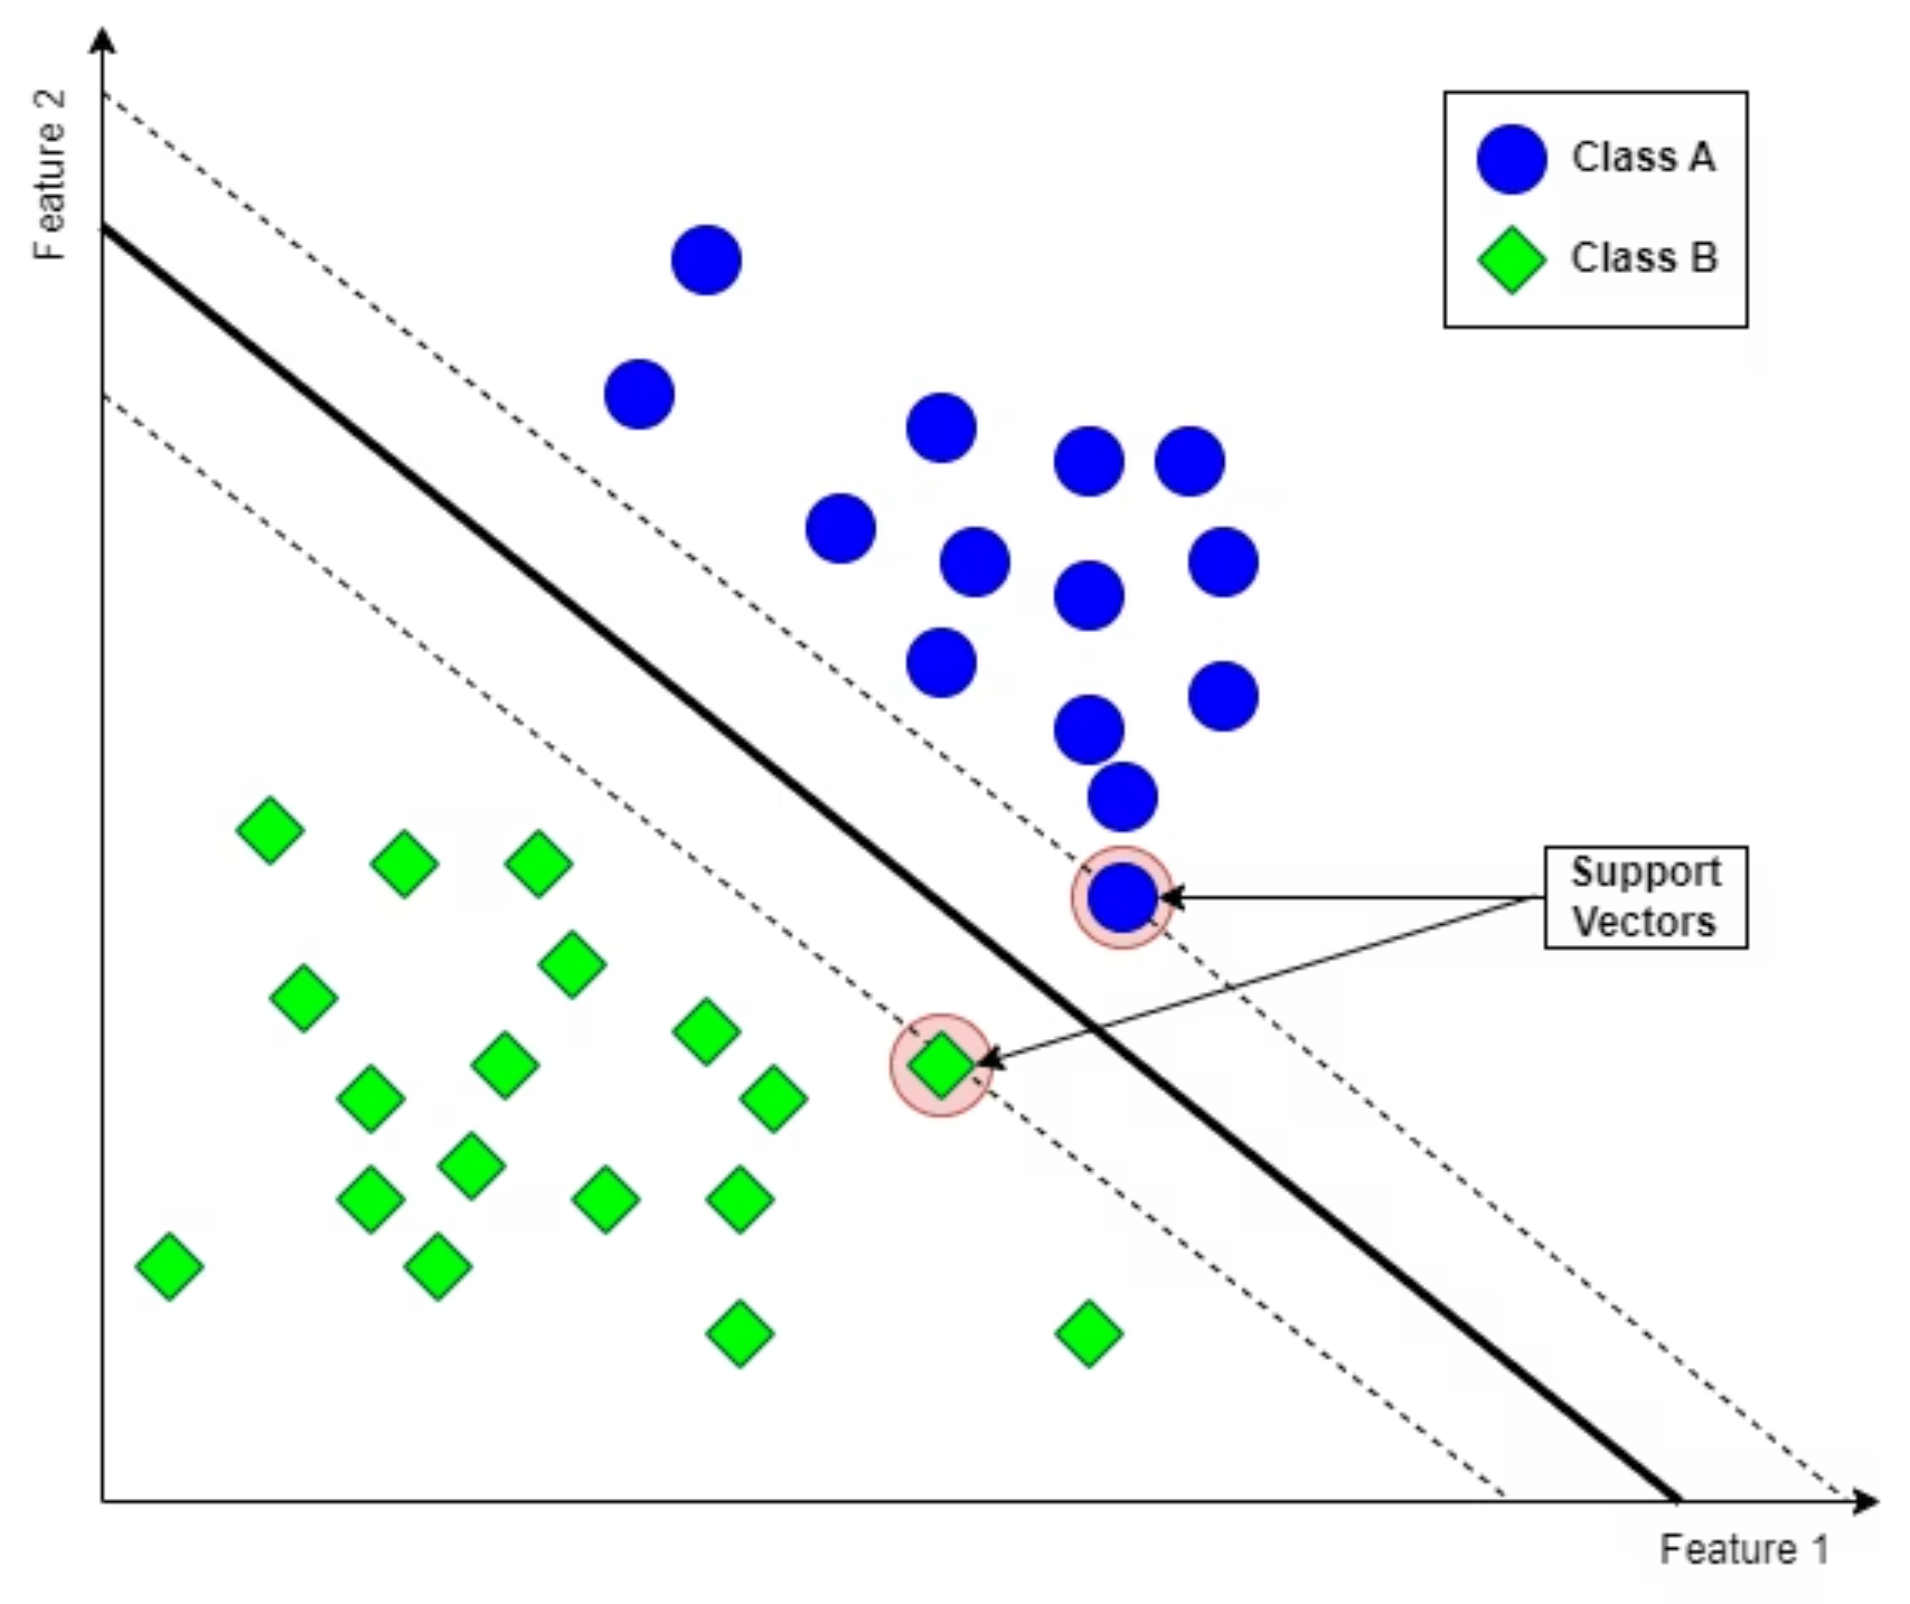 Feature 2
Class A
Class B
Support
Vectors
Feature 1